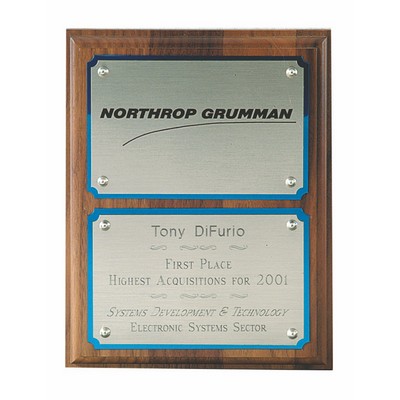 NORTHROP GRUMMAN
Tony DiFurio
First Place
Highest Acquisitions for 2001
Systems Development & Technology
Electronic Systems Sector